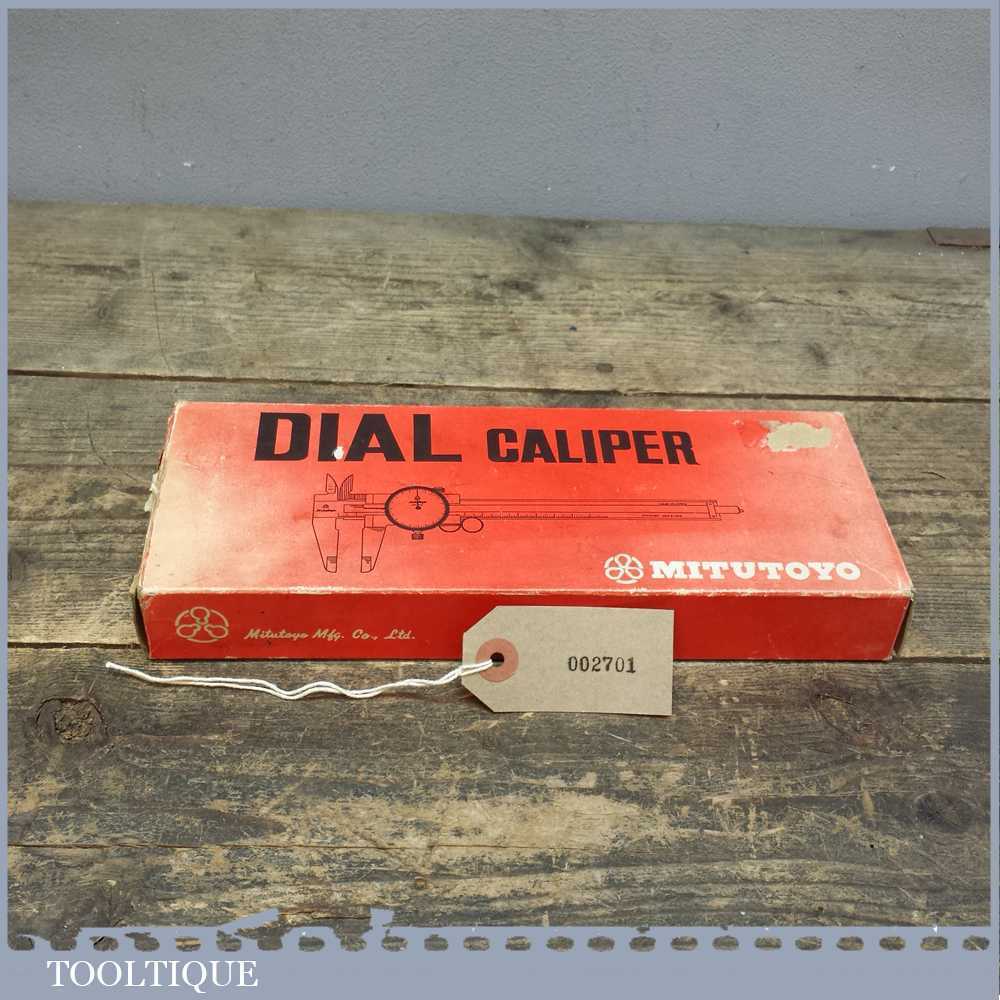 DIAL CALIPER
MITUTOYO
Mitutoyo Mfg. Co., Ltd.
002701
TOOLTIQUE